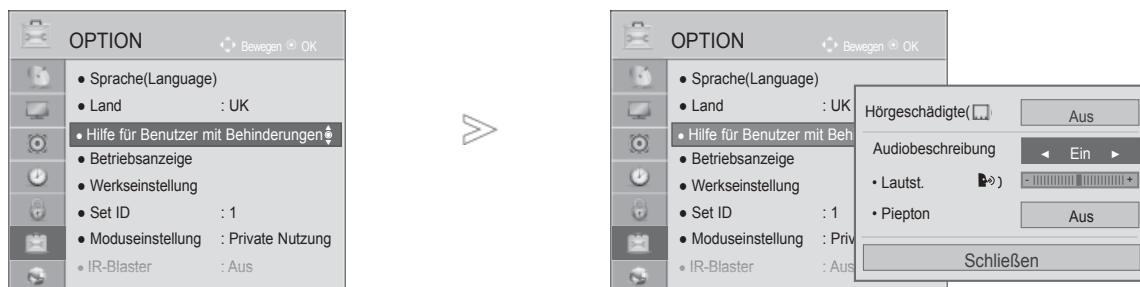 OPTION
Bewegen OK
● Sprache(Language)
● Land : UK
● Hilfe für Benutzer mit Behinderungen
● Betriebsanzeige
● Werkseinstellung
● Set ID : 1
● Moduseinstellung : Private Nutzung
● IR-Blaster : Aus
OPTION
Bewegen OK
● Sprache(Language)
● Land : UK
● Hilfe für Benutzer mit Beh
● Betriebsanzeige
● Werkseinstellung
● Set ID : 1
● Moduseinstellung : Priv
● IR-Blaster : Aus
Hörgeschädigte( ) Aus
Audiobeschreibung ◄ Ein ►
• Lautst. ) - +
• Piepton Aus
Schließen